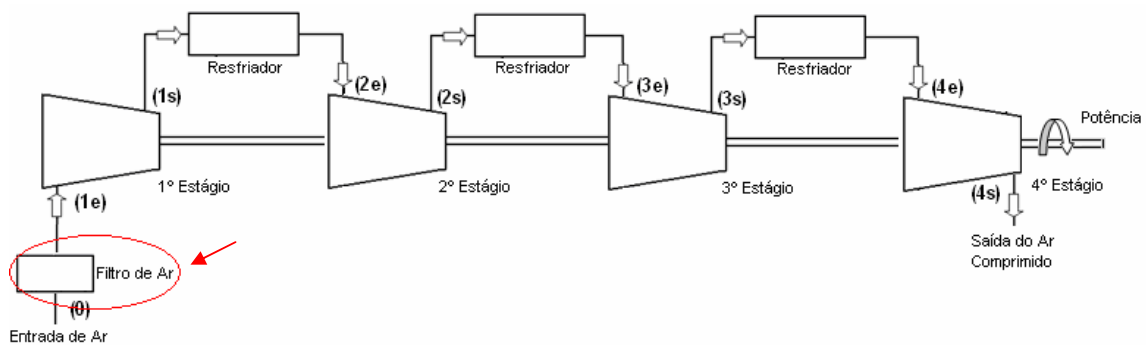 Resfriador
Resfriador
Resfriador
(1s)
(2e)
(2s)
(3e)
(3s)
(4e)
Potência
1º Estágio
2º Estágio
3º Estágio
(4s)
4º Estágio
(1e)
Saída do Ar
Comprimido
Filtro de Ar
(0)
Entrada de Ar